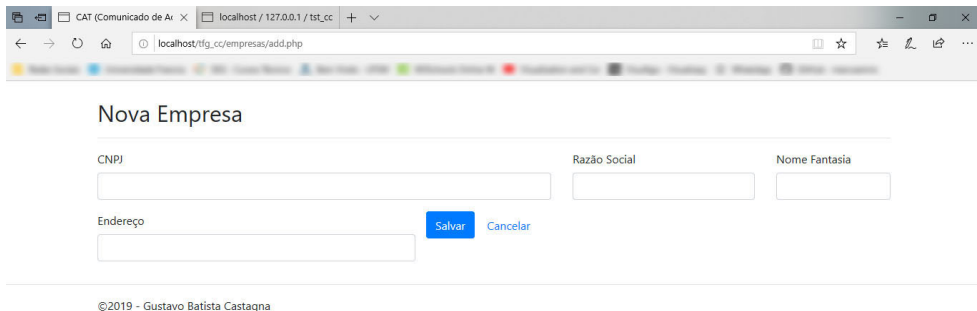 CAT (Comunicado de Ac
localhost / 127.0.0.1 / tst_cc
localhost/tfg_cc/empresas/add.php
Nova Empresa
CNPJ
Razão Social
Nome Fantasia
Endereço
Salvar
Cancelar
©2019 - Gustavo Batista Castagna